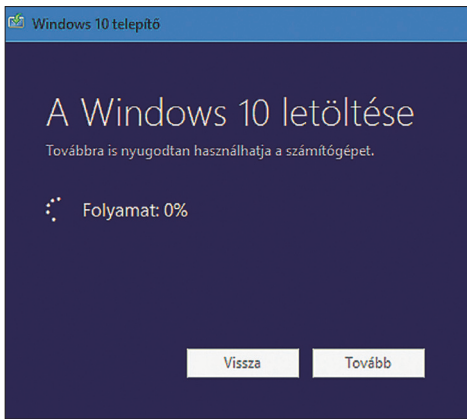 Windows 10 telepítő
A Windows 10 letöltése
Továbbra is nyugodtan használhatja a számítógépet.
Folyamat: 0%
Vissza
Tovább